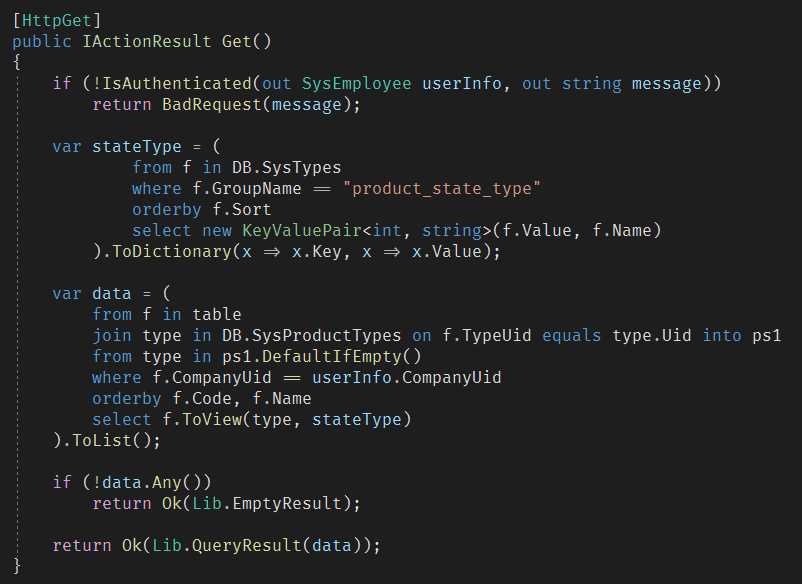 [HttpGet]
public IActionResult Get()
{
    if (!IsAuthenticated(out SysEmployee userInfo, out string message))
        return BadRequest(message);

    var stateType = (
            from f in DB.SysTypes
            where f.GroupName == "product_state_type"
            orderby f.Sort
            select new KeyValuePair<int, string>(f.Value, f.Name)
        ).ToDictionary(x => x.Key, x => x.Value);

    var data = (
        from f in table
        join type in DB.SysProductTypes on f.TypeUid equals type.Uid into ps1
        from type in ps1.DefaultIfEmpty()
        where f.CompanyUid == userInfo.CompanyUid
        orderby f.Code, f.Name
        select f.ToView(type, stateType)
    ).ToList();

    if (!data.Any())
        return Ok(Lib.EmptyResult);

    return Ok(Lib.QueryResult(data));
}